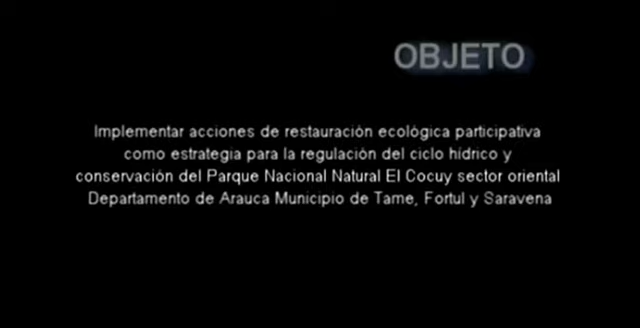 OBJETO
Implementar acciones de restauración ecológica participativa
como estrategia para la regulación del ciclo hídrico y
conservación del Parque Nacional Natural El Cocuy sector oriental
Departamento de Arauca Municipio de Tame, Fortul y Saravena